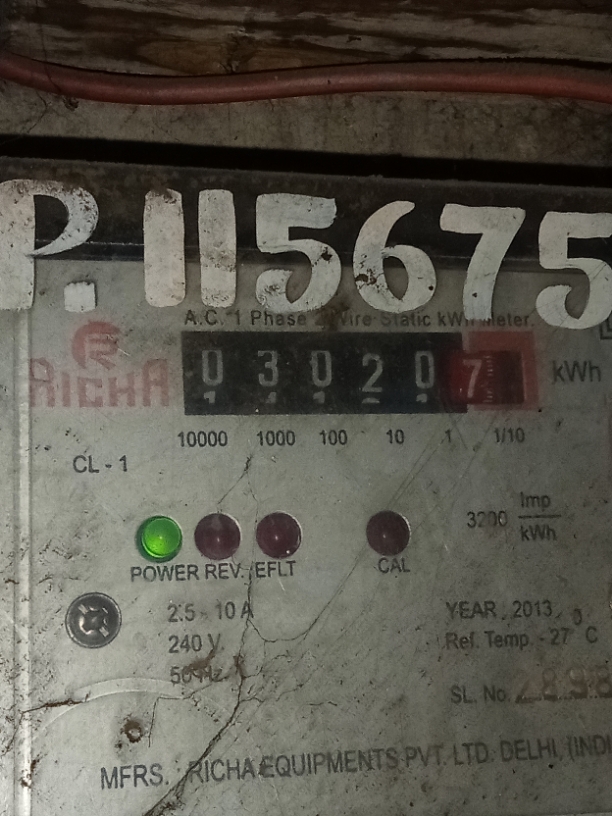 P.115675
A.C. 1 Phase 2 Wire Static kWh Meter.
RICHA
0 3 0 2 0 7 kWh
10000 1000 100 10 1 1/10
CL - 1
3200 Imp/kWh
POWER REV. EFLT CAL
2.5 - 10 A
240 V
50 Hz.
YEAR. 2013
Ref. Temp. - 27°C
SL. No.
MFRS. : RICHA EQUIPMENTS PVT. LTD. DELHI, (INDI